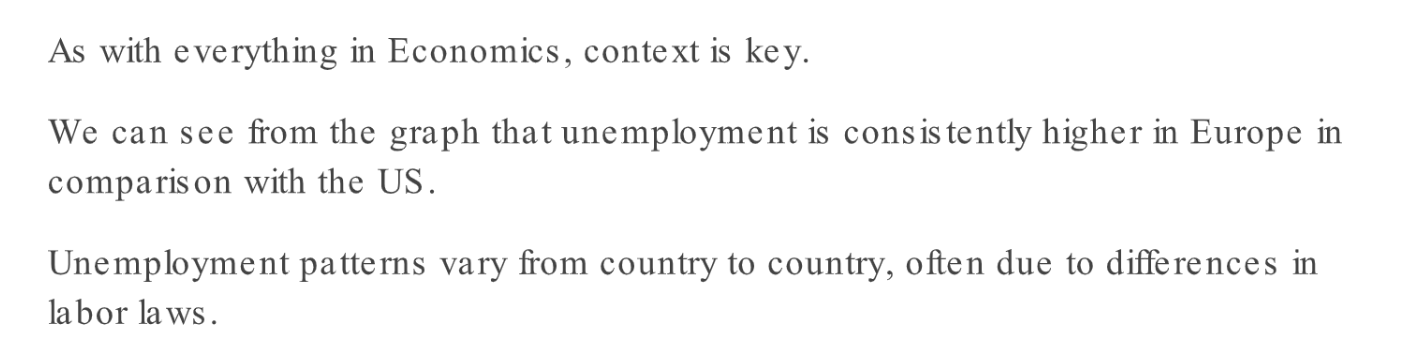 As with everything in Economics, context is key.
We can see from the graph that unemployment is consistently higher in Europe in
comparison with the US.
Unemployment patterns vary from country to country, often due to differences in
labor laws.